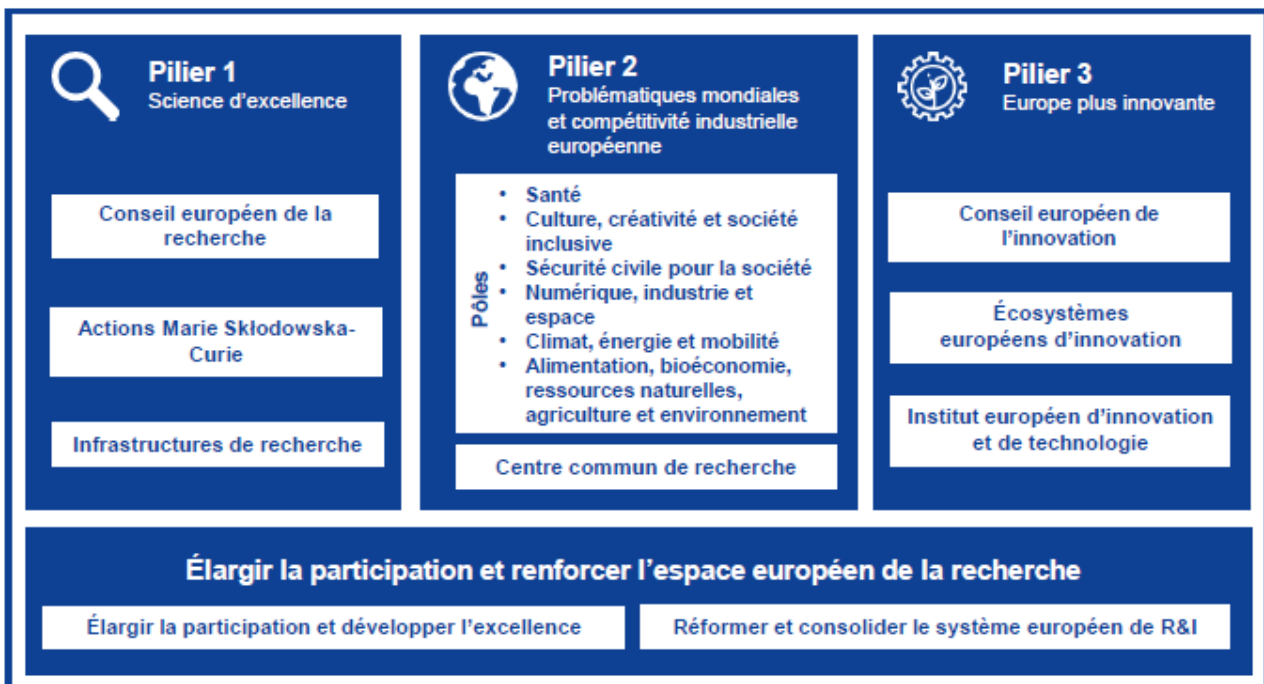 Pilier 1
Science d'excellence
Conseil européen de la
recherche
Actions Marie Skłodowska-
Curie
Infrastructures de recherche
Pilier 2
Problématiques mondiales
et compétitivité industrielle
européenne
Pôles
• Santé
• Culture, créativité et société
inclusive
• Sécurité civile pour la société
• Numérique, industrie et
espace
• Climat, énergie et mobilité
• Alimentation, bioéconomie,
ressources naturelles,
agriculture et environnement
Centre commun de recherche
Pilier 3
Europe plus innovante
Conseil européen de
l'innovation
Écosystèmes
européens d'innovation
Institut européen d'innovation
et de technologie
Élargir la participation et renforcer l'espace européen de la recherche
Élargir la participation et développer l'excellence
Réformer et consolider le système européen de R&I